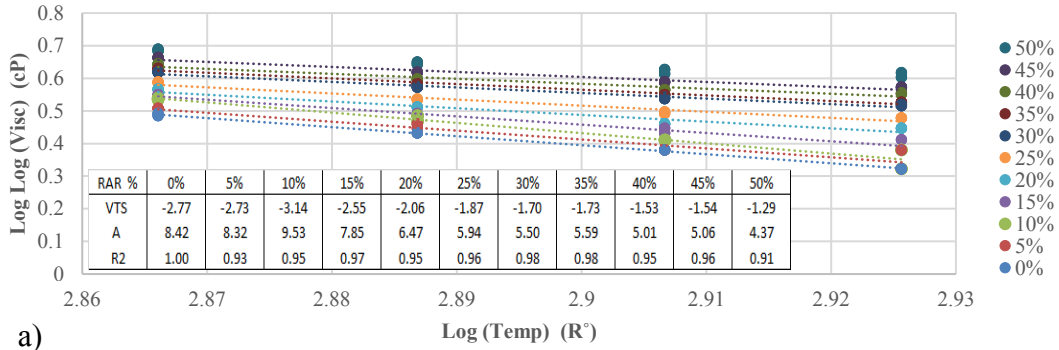 0.8
0.7
0.6
0.5
0.4
0.3
0.2
0.1
0
Log Log (Visc) (cP)
RAR % 0% 5% 10% 15% 20% 25% 30% 35% 40% 45% 50%
VTS -2.77 -2.73 -3.14 -2.55 -2.06 -1.87 -1.70 -1.73 -1.53 -1.54 -1.29
A 8.42 8.32 9.53 7.85 6.47 5.94 5.50 5.59 5.01 5.06 4.37
R2 1.00 0.93 0.95 0.97 0.95 0.96 0.98 0.98 0.95 0.96 0.91
2.86 2.87 2.88 2.89 2.9 2.91 2.92 2.93
Log (Temp) (R°)
50%
45%
40%
35%
30%
25%
20%
15%
10%
5%
0%
a)